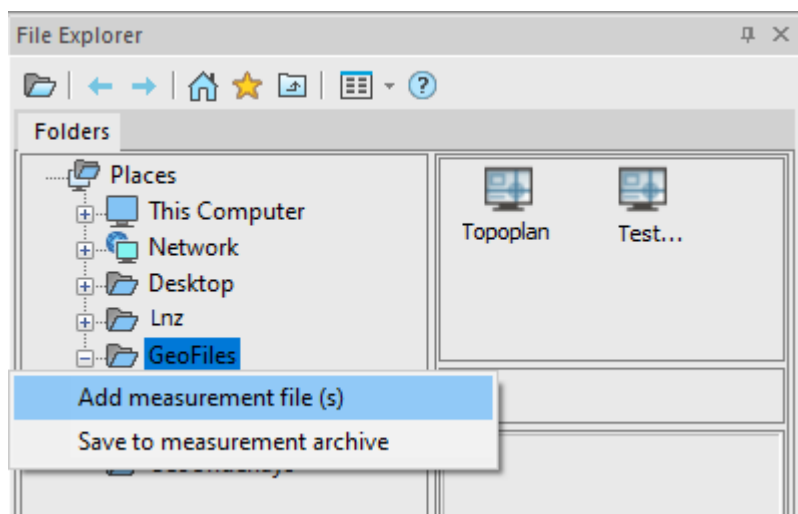 File Explorer
Folders
Places
This Computer
Network
Desktop
Lnz
GeoFiles
Add measurement file (s)
Save to measurement archive
Topoplan
Test...